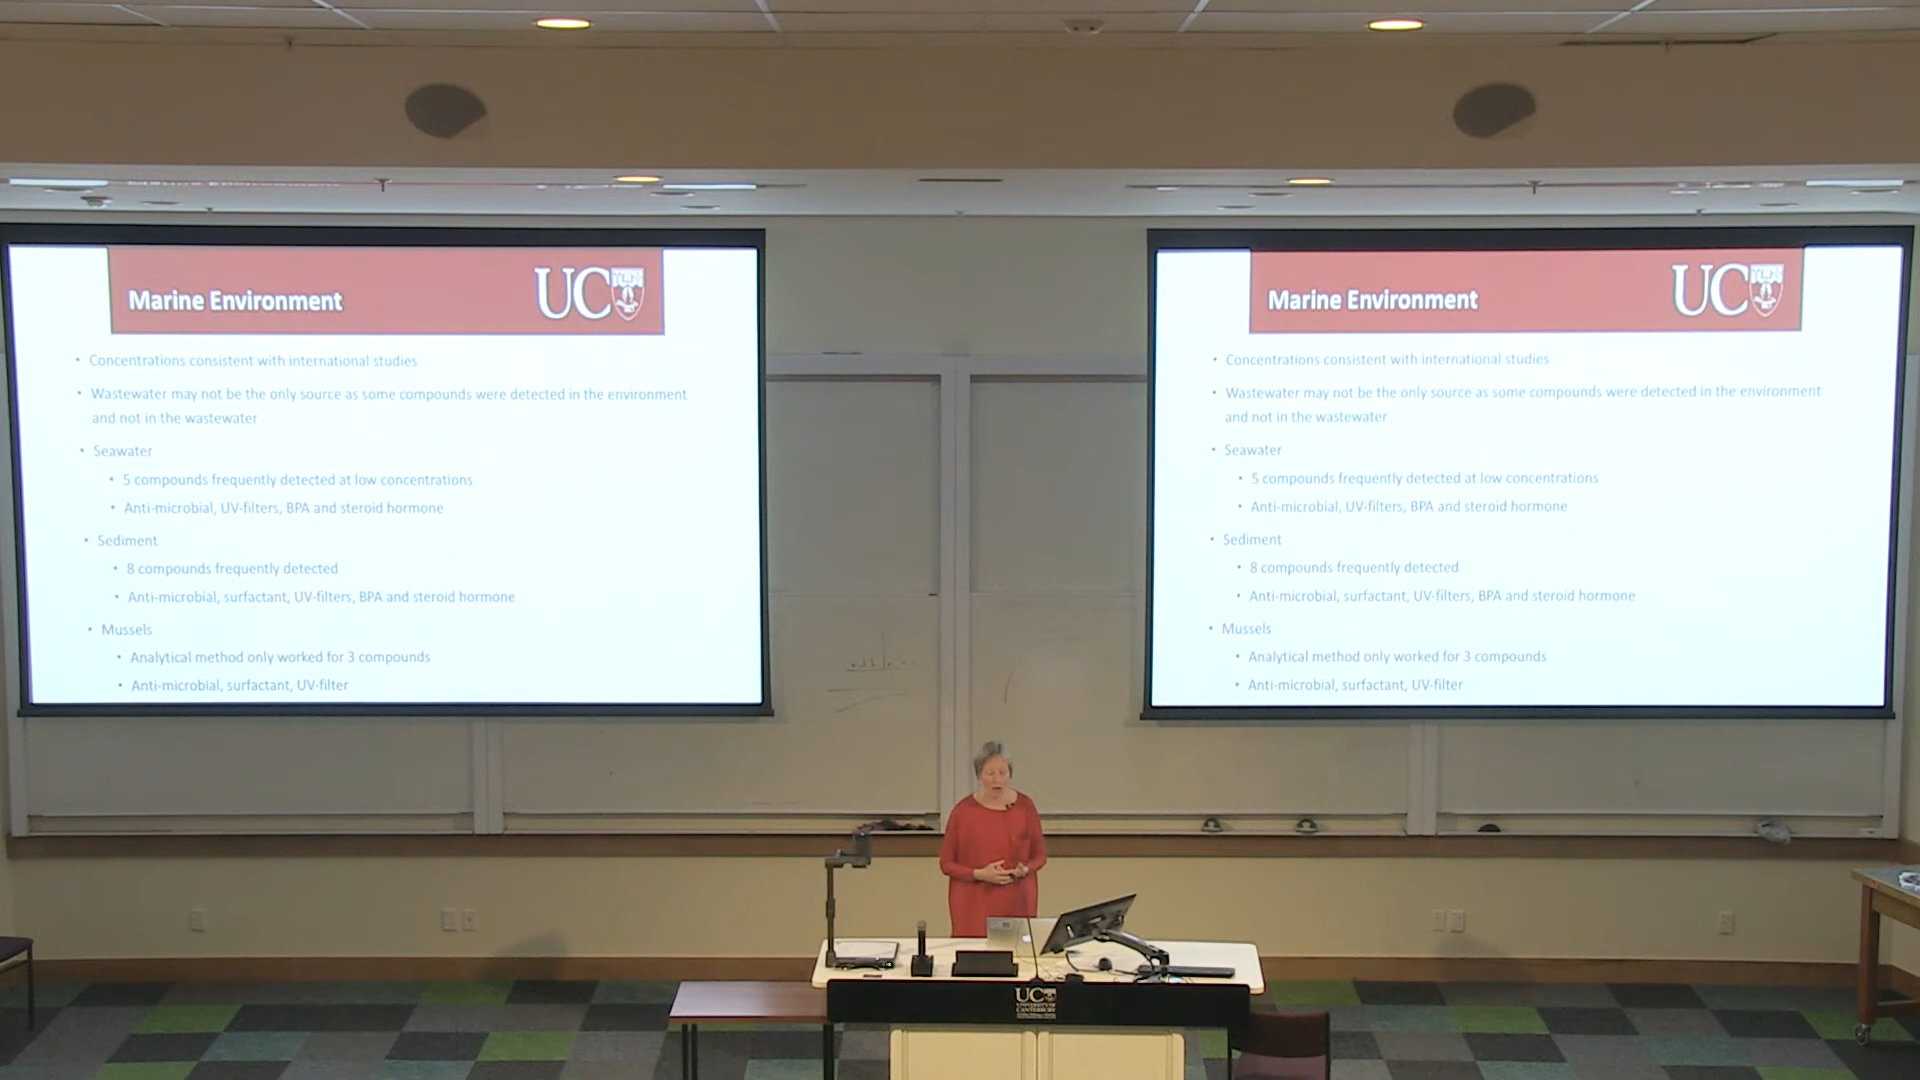 Marine Environment
UC
• Concentrations consistent with international studies
• Wastewater may not be the only source as some compounds were detected in the environment
and not in the wastewater
• Seawater
• 5 compounds frequently detected at low concentrations
• Anti-microbial, UV-filters, BPA and steroid hormone
• Sediment
• 8 compounds frequently detected
• Anti-microbial, surfactant, UV-filters, BPA and steroid hormone
• Mussels
• Analytical method only worked for 3 compounds
• Anti-microbial, surfactant, UV-filter
Marine Environment
UC
• Concentrations consistent with international studies
• Wastewater may not be the only source as some compounds were detected in the environment
and not in the wastewater
• Seawater
• 5 compounds frequently detected at low concentrations
• Anti-microbial, UV-filters, BPA and steroid hormone
• Sediment
• 8 compounds frequently detected
• Anti-microbial, surfactant, UV-filters, BPA and steroid hormone
• Mussels
• Analytical method only worked for 3 compounds
• Anti-microbial, surfactant, UV-filter
UC
UNIVERSITY OF
CANTERBURY